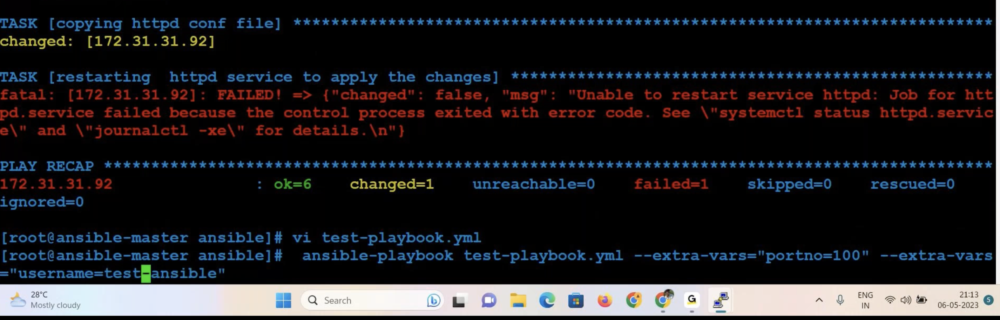 TASK [copying httpd conf file] **************************************************************************
changed: [172.31.31.92]
TASK [restarting  httpd service to apply the changes] ***************************************************
fatal: [172.31.31.92]: FAILED! => {"changed": false, "msg": "Unable to restart service httpd: Job for htt
pd.service failed because the control process exited with error code. See \"systemctl status httpd.servic
e\" and \"journalctl -xe\" for details.\n"}
PLAY RECAP **********************************************************************************************
172.31.31.92               : ok=6    changed=1    unreachable=0    failed=1    skipped=0    rescued=0
ignored=0
[root@ansible-master ansible]# vi test-playbook.yml
[root@ansible-master ansible]#  ansible-playbook test-playbook.yml --extra-vars="portno=100" --extra-vars
="username=test-ansible"
28°C
Mostly cloudy
Search
G
ENG
IN
21:13
06-05-2023
5